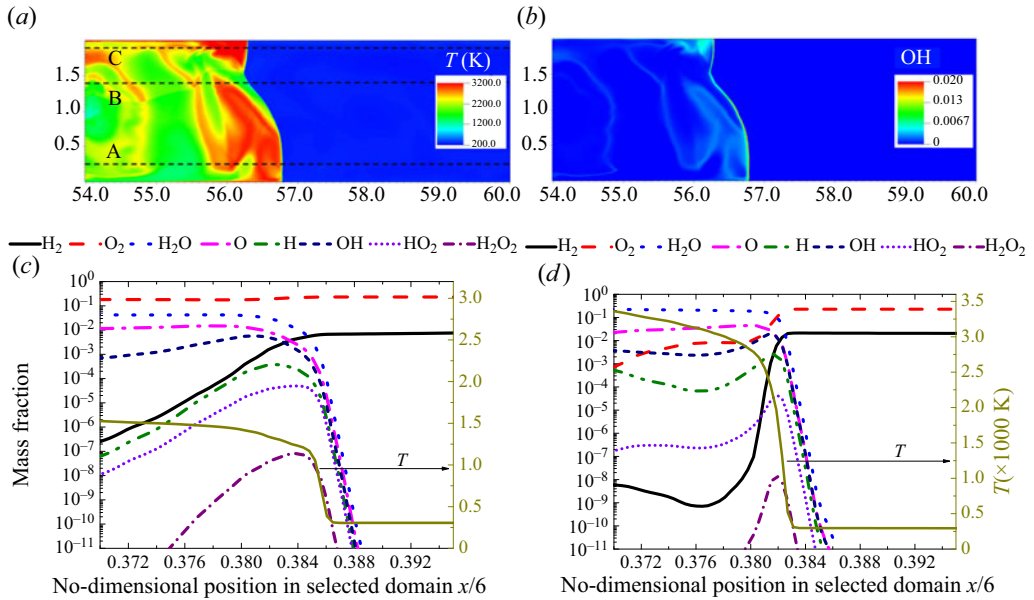 (a)
(b)
C
B
A
T (K)
3200.0
2200.0
1200.0
200.0
OH
0.020
0.013
0.0067
0
1.5
1.0
0.5
54.0 55.0 56.0 57.0 58.0 59.0 60.0
1.5
1.0
0.5
54.0 55.0 56.0 57.0 58.0 59.0 60.0
H2 O2 H2O O H OH HO2 H2O2
H2 O2 H2O O H OH HO2 H2O2
(c)
(d)
Mass fraction
10^0
10^-1
10^-2
10^-3
10^-4
10^-5
10^-6
10^-7
10^-8
10^-9
10^-10
10^-11
T
3.0
2.5
2.0
1.5
1.0
0.5
0
0.372 0.376 0.380 0.384 0.388 0.392
No-dimensional position in selected domain x/6
10^0
10^-1
10^-2
10^-3
10^-4
10^-5
10^-6
10^-7
10^-8
10^-9
10^-10
10^-11
T
3.5
3.0
2.5
2.0
1.5
1.0
0.5
0
T(×1000 K)
0.372 0.376 0.380 0.384 0.388 0.392
No-dimensional position in selected domain x/6